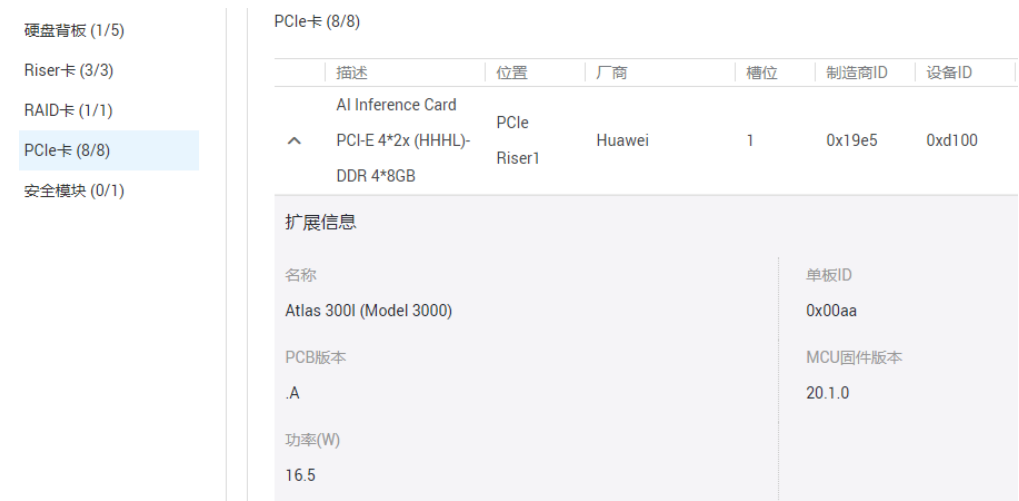 硬盘背板 (1/5)
Riser卡 (3/3)
RAID卡 (1/1)
PCIe卡 (8/8)
安全模块 (0/1)
PCIe卡 (8/8)
描述 位置 厂商 槽位 制造商ID 设备ID
AI Inference Card
PCI-E 4*2x (HHHL)-
DDR 4*8GB
PCIe
Riser1
Huawei 1 0x19e5 0xd100
扩展信息
名称 单板ID
Atlas 300I (Model 3000) 0x00aa
PCB版本 MCU固件版本
.A 20.1.0
功率(W)
16.5